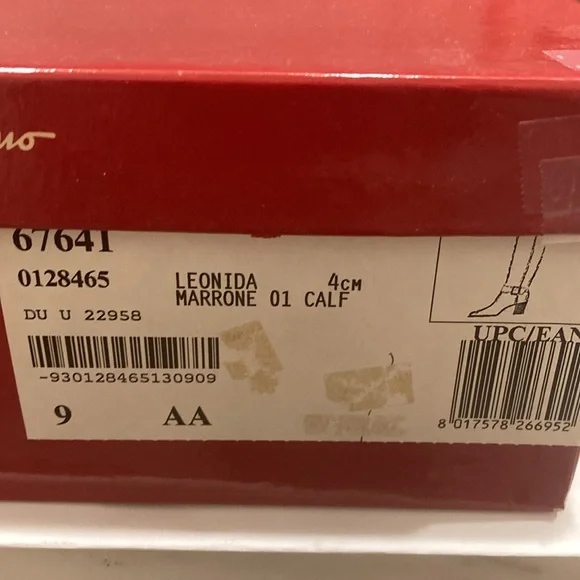 67641
0128465
LEONIDA 4CM
MARRONE 01 CALF
DU U 22958
UPC/EAN
-930128465130909
9 AA
8 017578 266952